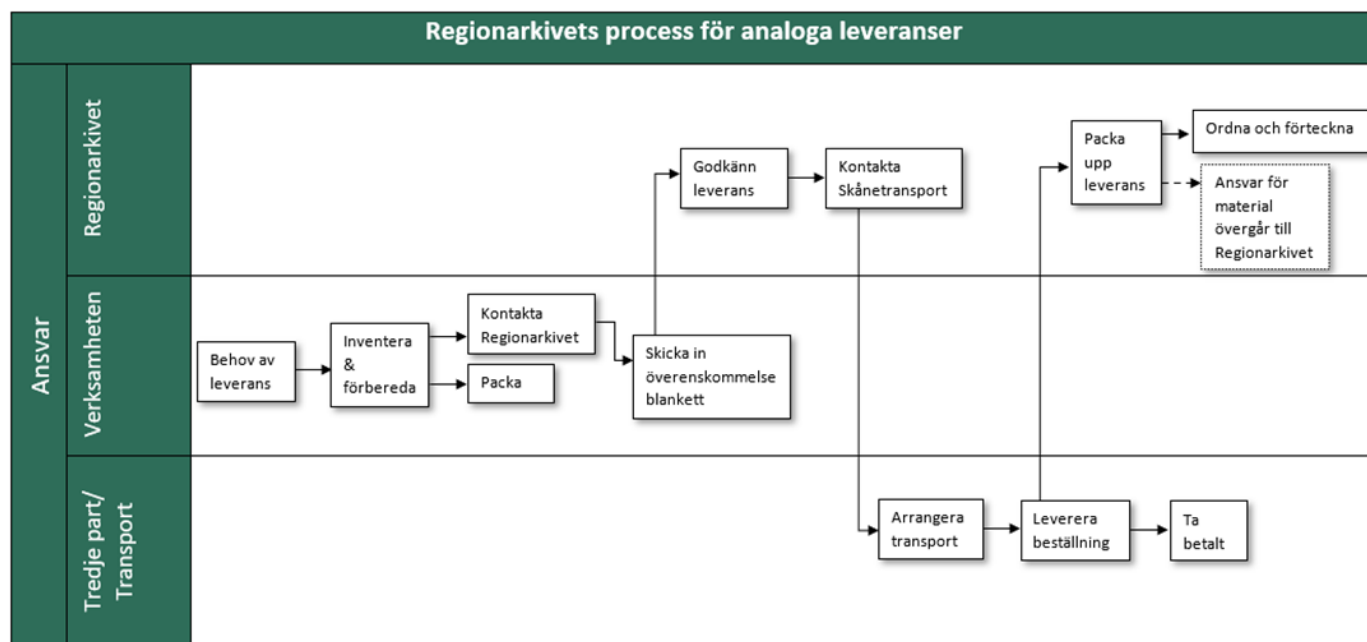 Regionarkivets process för analoga leveranser
Ansvar
Regionarkivet
Godkänn
leverans
Kontakta
Skånetransport
Packa
upp
leverans
Ordna och förteckna
Ansvar för
material
övergår till
Regionarkivet
Verksamheten
Behov av
leverans
Inventera
&
förbereda
Kontakta
Regionarkivet
Packa
Skicka in
överenskommelse
blankett
Tredje part/
Transport
Arrangera
transport
Leverera
beställning
Ta
betalt